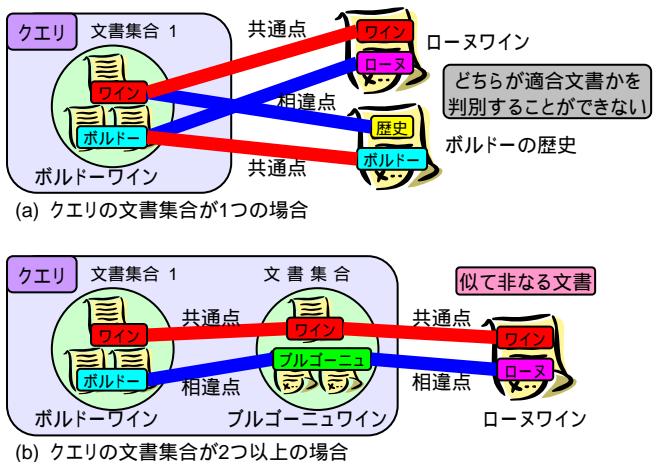 クエリ
文書集合 1
共通点
ワイン
ローヌワイン
ローヌ
ワイン
相違点
どちらが適合文書かを
判別することができない
歴史
ボルドー
ボルドーの歴史
ボルドー
共通点
ボルドーワイン
(a) クエリの文書集合が1つの場合
クエリ
文書集合 1
文書集合
似て非なる文書
共通点
共通点
ワイン
ワイン
ワイン
ブルゴーニュ
ローヌ
ボルドー
相違点
相違点
ボルドーワイン
ブルゴーニュワイン
ローヌワイン
(b) クエリの文書集合が2つ以上の場合